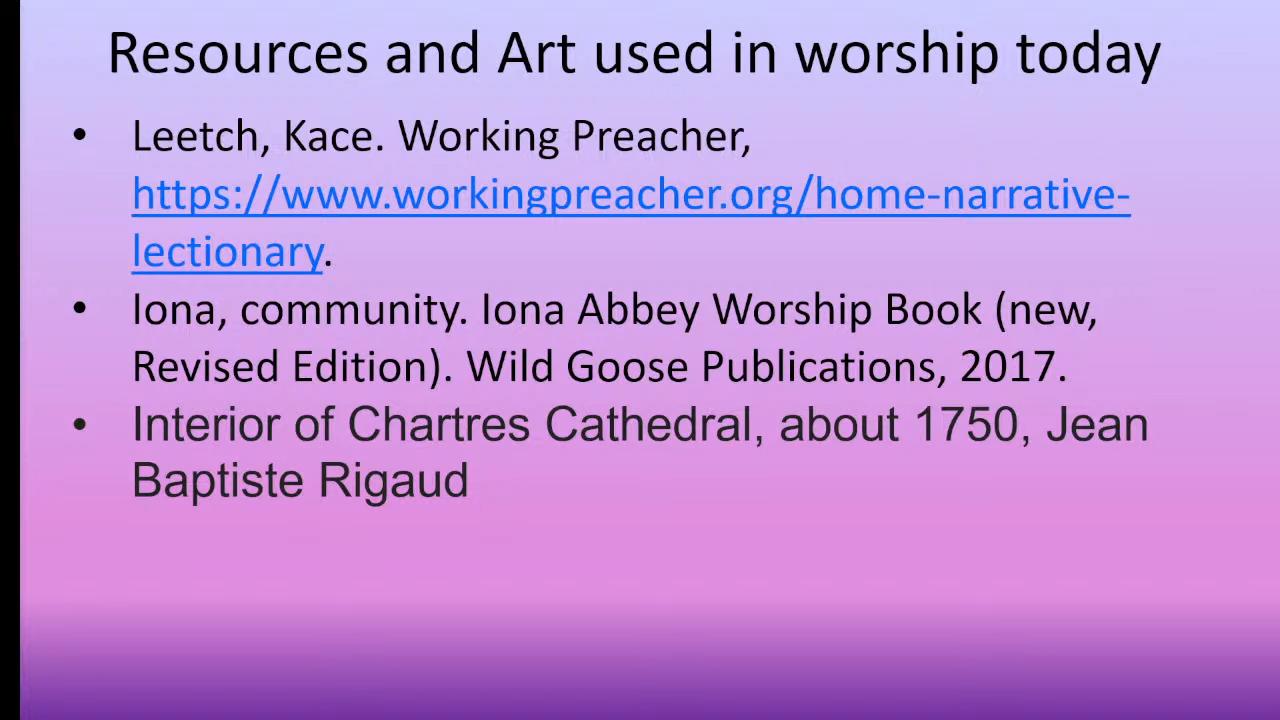 Resources and Art used in worship today
• Leetch, Kace. Working Preacher,
https://www.workingpreacher.org/home-narrative-
lectionary.
• Iona, community. Iona Abbey Worship Book (new,
Revised Edition). Wild Goose Publications, 2017.
• Interior of Chartres Cathedral, about 1750, Jean
Baptiste Rigaud